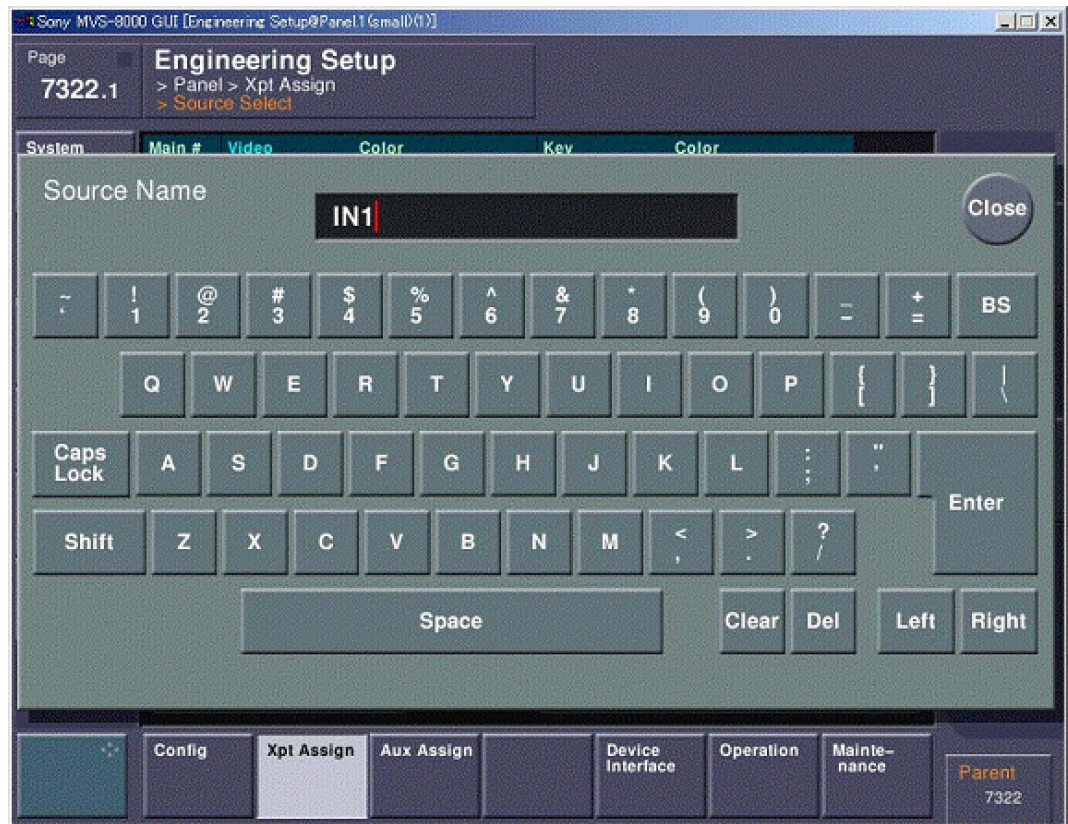 Sony MVS-8000 GUI [Engineering Setup@Panel.1(small)(1)]
Page
7322.1
Engineering Setup
> Panel > Xpt Assign
> Source Select
System Main # Video Color Key Color
Source Name
IN1
Close
~ ! @ # $ % ^ & * ( ) _ +
` 1 2 3 4 5 6 7 8 9 0 - = BS
Q W E R T Y U I O P { } |
[ ] \
Caps
Lock A S D F G H J K L : "
; '
Enter
Shift Z X C V B N M < > ?
, . /
Space Clear Del Left Right
Config Xpt Assign Aux Assign Device Operation Mainte-
Interface nance
Parent
7322